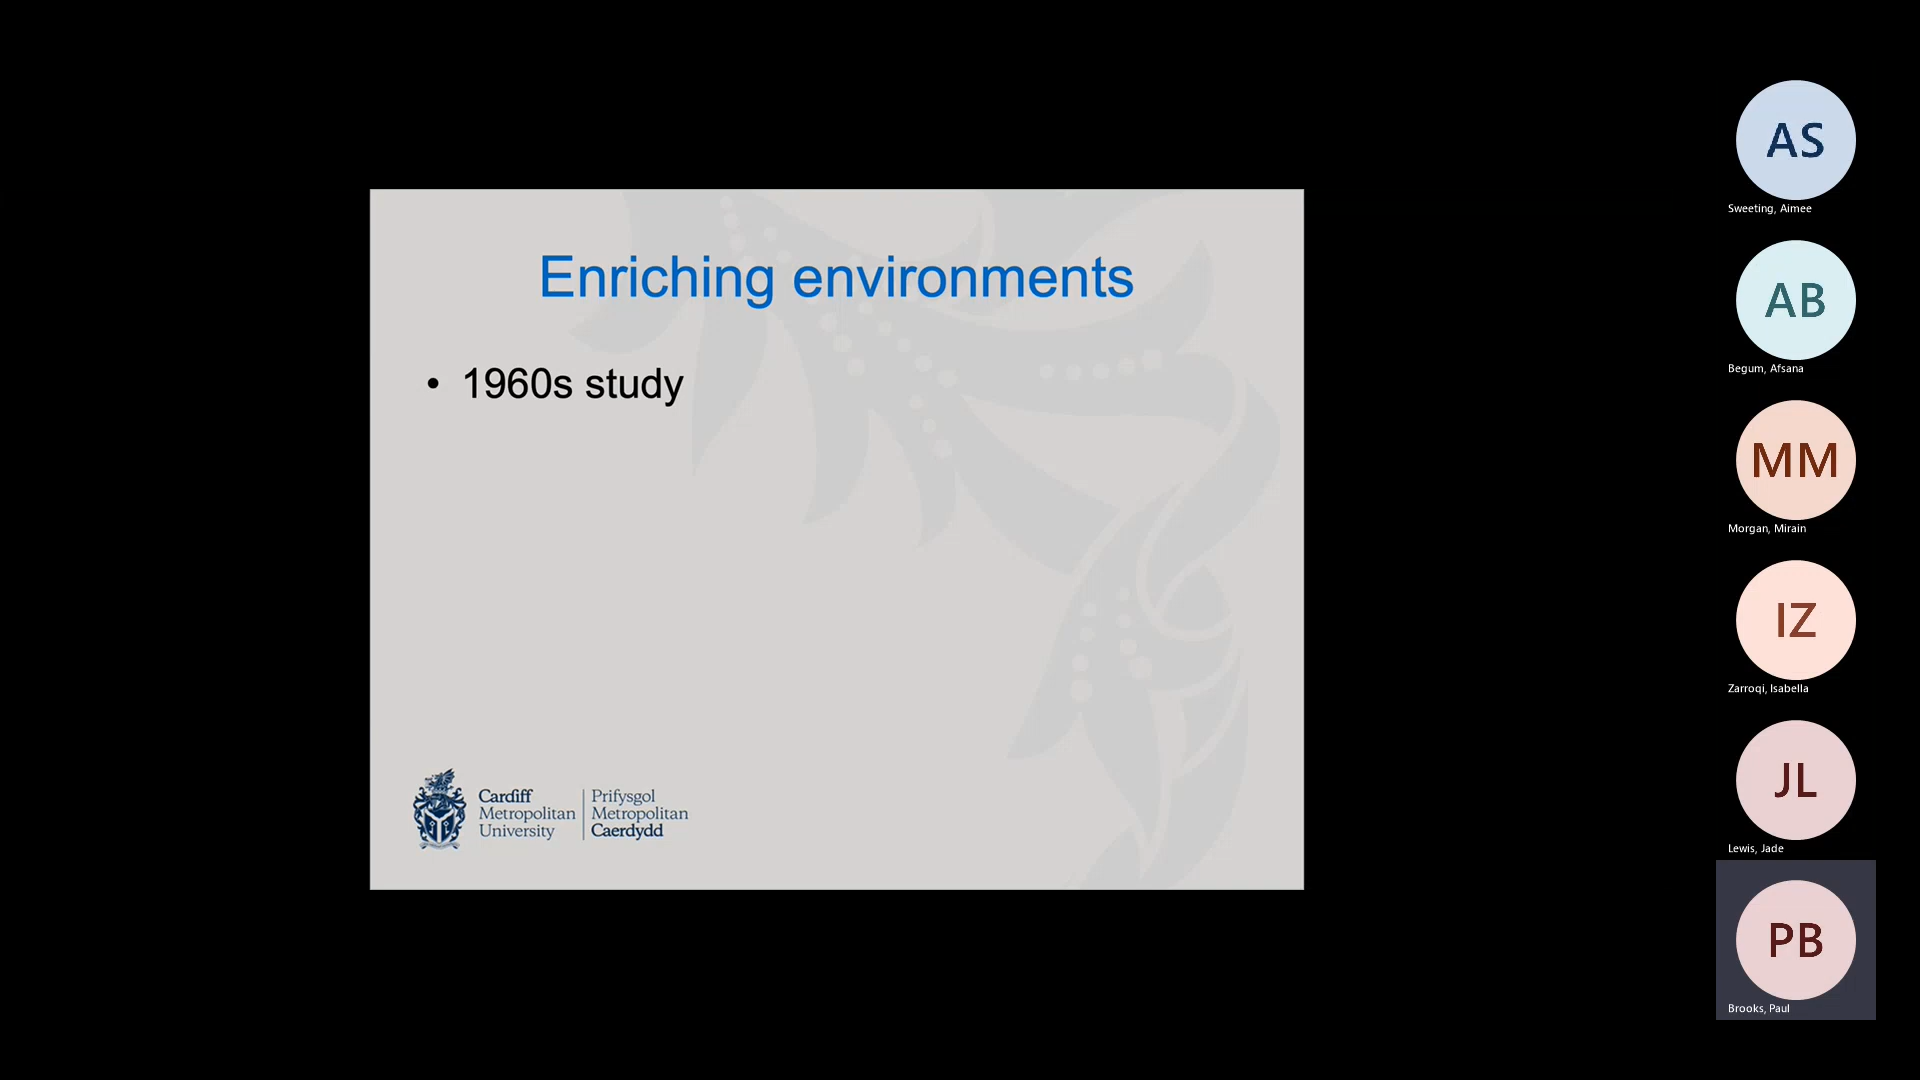 Enriching environments
• 1960s study
Cardiff
Metropolitan
University
Prifysgol
Metropolitan
Caerdydd
AS
Sweeting, Aimee
AB
Begum, Afsana
MM
Morgan, Mirain
IZ
Zarroqi, Isabella
JL
Lewis, Jade
PB
Brooks, Paul